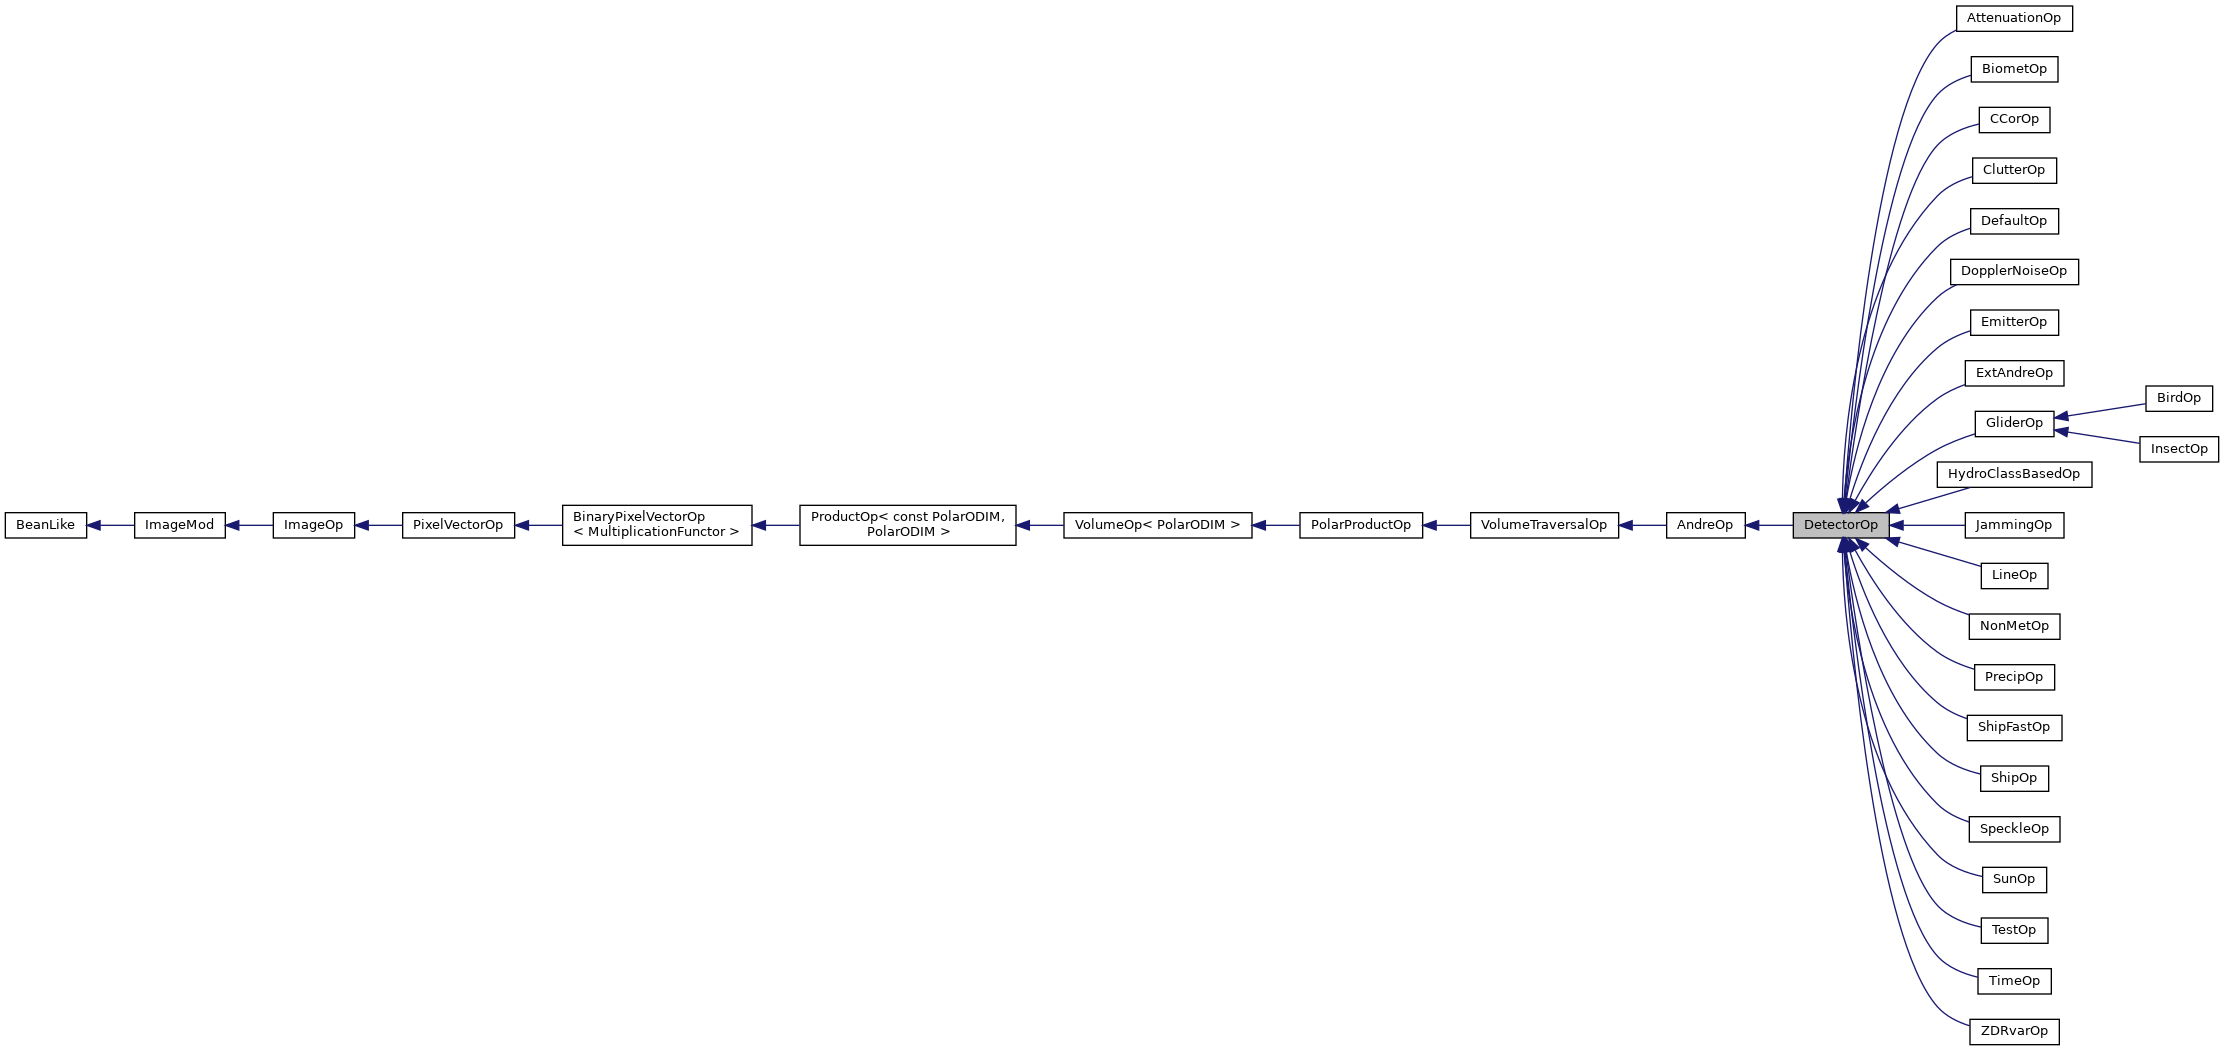 AttenuationOp
BiometOp
CCorOp
ClutterOp
DefaultOp
DopplerNoiseOp
EmitterOp
ExtAndreOp
BirdOp
GliderOp
InsectOp
HydroClassBasedOp
BeanLike
ImageMod
ImageOp
PixelVectorOp
BinaryPixelVectorOp
< MultiplicationFunctor >
ProductOp< const PolarODIM,
PolarODIM >
VolumeOp< PolarODIM >
PolarProductOp
VolumeTraversalOp
AndreOp
DetectorOp
JammingOp
LineOp
NonMetOp
PrecipOp
ShipFastOp
ShipOp
SpeckleOp
SunOp
TestOp
TimeOp
ZDRvarOp